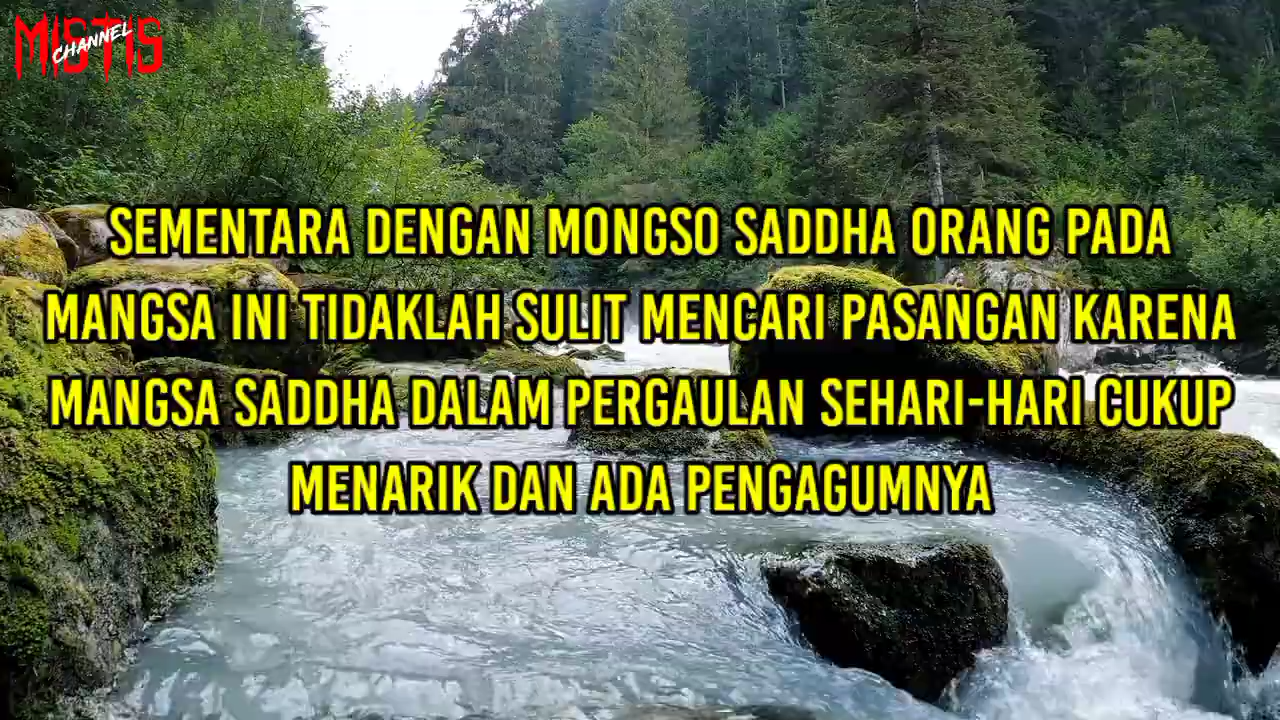 MISTIS
CHANNEL
SEMENTARA DENGAN MONGSO SADDHA ORANG PADA
MANGSA INI TIDAKLAH SULIT MENCARI PASANGAN KARENA
MANGSA SADDHA DALAM PERGAULAN SEHARI-HARI CUKUP
MENARIK DAN ADA PENGAGUMNYA